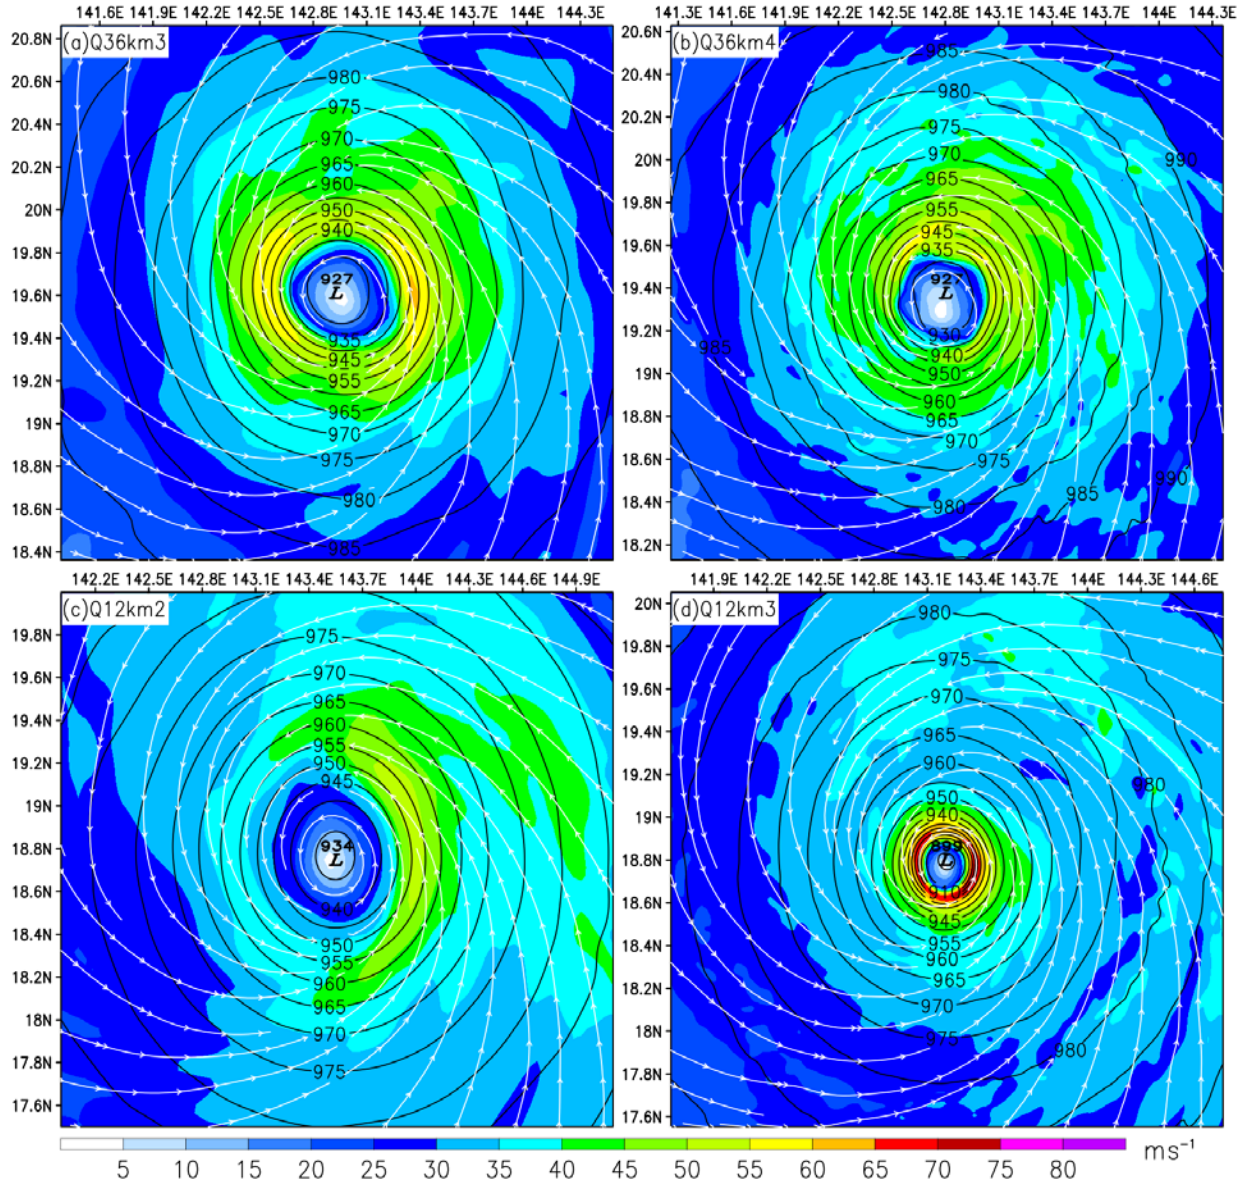 141.6E 141.9E 142.2E 142.5E 142.8E 143.1E 143.4E 143.7E 144E 144.3E
141.3E 141.6E 141.9E 142.2E 142.5E 142.8E 143.1E 143.4E 143.7E 144E 144.3E
(a)Q36km3
20.8N
20.6N
20.4N
20.2N
20N
19.8N
19.6N
19.4N
19.2N
19N
18.8N
18.6N
18.4N
980
975
970
965
960
950
940
927
L
935
945
955
965
970
975
980
985
(b)Q36km4
20.6N
20.4N
20.2N
20N
19.8N
19.6N
19.4N
19.2N
19N
18.8N
18.6N
18.4N
18.2N
985
980
975
970
990
965
955
945
935
927
L
930
985
940
950
960
965
970
975
990
985
980
142.2E 142.5E 142.8E 143.1E 143.4E 143.7E 144E 144.3E 144.6E 144.9E
141.9E 142.2E 142.5E 142.8E 143.1E 143.4E 143.7E 144E 144.3E 144.6E
(c)Q12km2
19.8N
19.6N
19.4N
19.2N
19N
18.8N
18.6N
18.4N
18.2N
18N
17.8N
17.6N
975
970
965
960
955
950
945
934
L
940
950
955
960
965
970
975
(d)Q12km3
20N
19.8N
19.6N
19.4N
19.2N
19N
18.8N
18.6N
18.4N
18.2N
18N
17.8N
17.6N
980
975
970
965
960
980
950
940
899
L
910
945
955
960
965
970
975
980
5 10 15 20 25 30 35 40 45 50 55 60 65 70 75 80 ms⁻¹